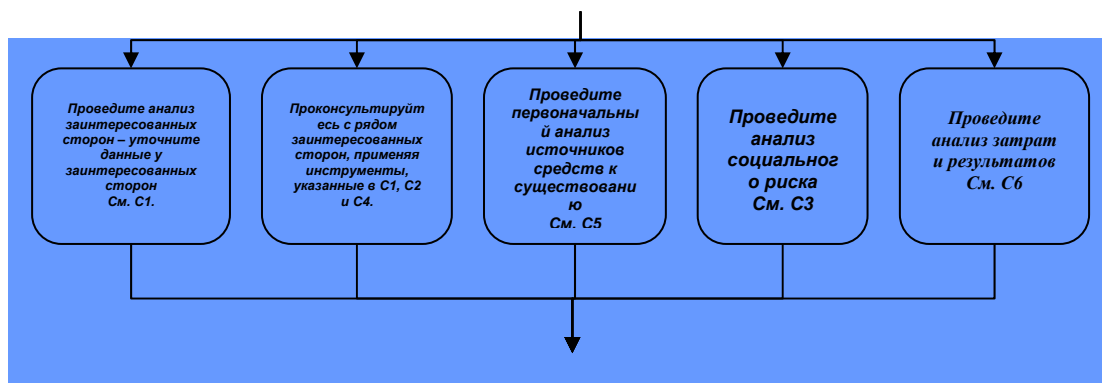 Проведите анализ
заинтересованных
сторон – уточните
данные у
заинтересованных
сторон
См. С1.
Проконсультируйт
есь с рядом
заинтересованных
сторон, применяя
инструменты,
указанные в С1, С2
и С4.
Проведите
первоначальны
й анализ
источников
средств к
существовани
ю
См. С5
Проведите
анализ
социальног
о риска
См. С3
Проведите
анализ затрат
и результатов
См. С6